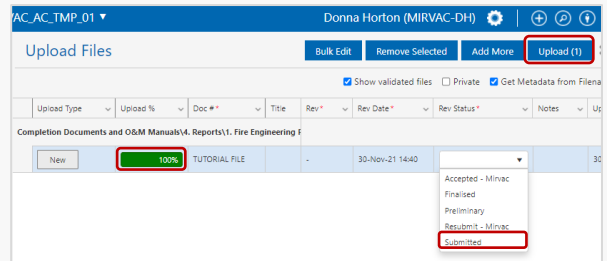 /AC_AC_TMP_01 ▼ Donna Horton (MIRVAC-DH)
Upload Files Bulk Edit Remove Selected Add More Upload (1)
Show validated files Private Get Metadata from Filena
Upload Type Upload % Doc #* Title Rev* Rev Date* Rev Status* Notes Up
Completion Documents and O&M Manuals\4. Reports\1. Fire Engineering F
New 100% TUTORIAL FILE - 30-Nov-21 14:40 30
Accepted - Mirvac
Finalised
Preliminary
Resubmit - Mirvac
Submitted